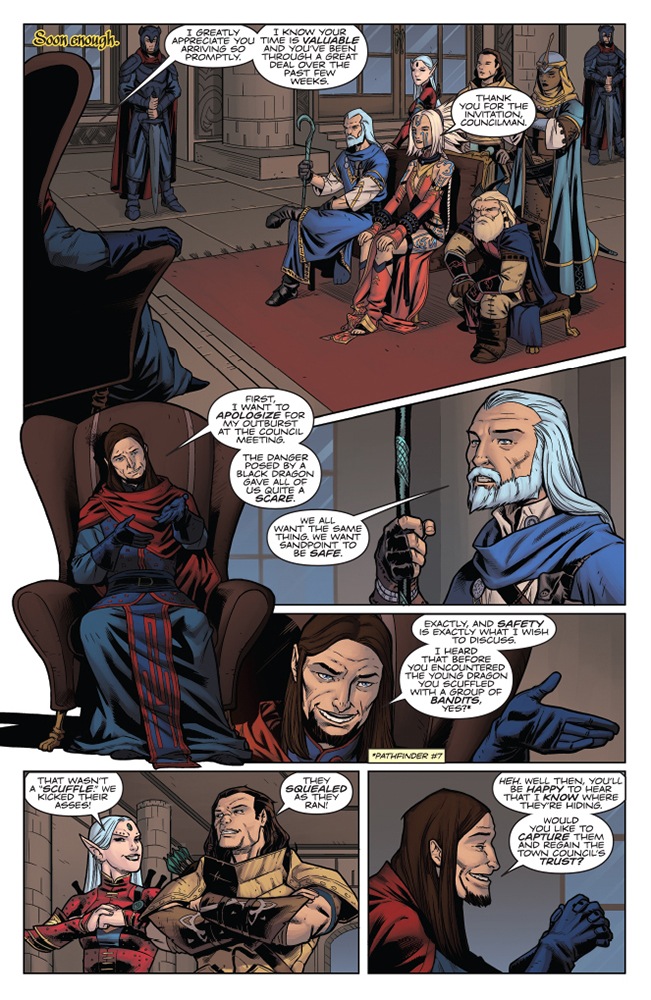 Soon enough.
I GREATLY
APPRECIATE YOU
ARRIVING SO
PROMPTLY.
I KNOW YOUR
TIME IS VALUABLE
AND YOU'VE BEEN
THROUGH A GREAT
DEAL OVER THE
PAST FEW
WEEKS.
THANK
YOU FOR THE
INVITATION,
COUNCILMAN.
FIRST,
I WANT TO
APOLOGIZE FOR
MY OUTBURST
AT THE COUNCIL
MEETING.
THE DANGER
POSED BY A
BLACK DRAGON
GAVE ALL OF
US QUITE A
SCARE.
WE ALL
WANT THE SAME
THING. WE WANT
SANDPOINT TO
BE SAFE.
EXACTLY, AND SAFETY
IS EXACTLY WHAT I WISH
TO DISCUSS.
I HEARD
THAT BEFORE
YOU ENCOUNTERED
THE YOUNG DRAGON
YOU SCUFFLED
WITH A GROUP OF
BANDITS,
YES?*
*PATHFINDER #7
THAT WASN'T
A "SCUFFLE." WE
KICKED THEIR
ASSES!
THEY
SQUEALED
AS THEY
RAN!
HEH. WELL THEN, YOU'LL
BE HAPPY TO HEAR
THAT I KNOW WHERE
THEY'RE HIDING.
WOULD
YOU LIKE TO
CAPTURE THEM
AND REGAIN THE
TOWN COUNCIL'S
TRUST?